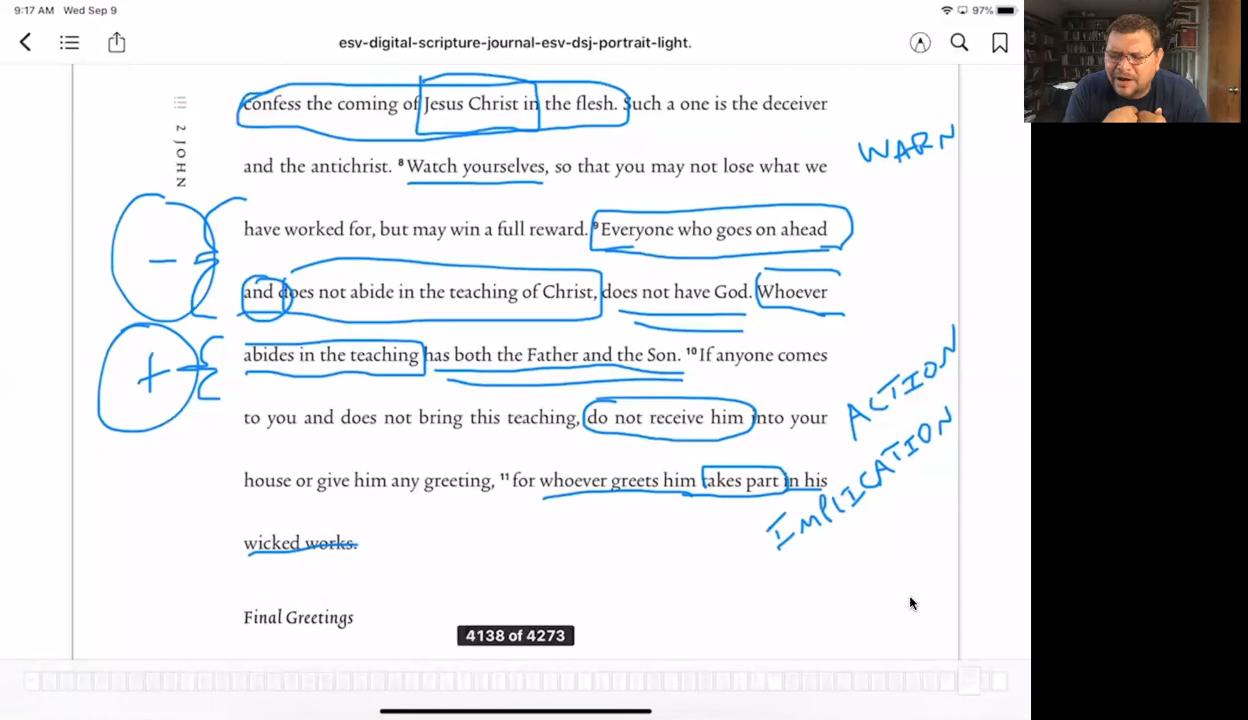 9:17 AM Wed Sep 9
97%
esv-digital-scripture-journal-esv-dsj-portrait-light.
2 JOHN
confess the coming of Jesus Christ in the flesh. Such a one is the deceiver
and the antichrist. 8 Watch yourselves, so that you may not lose what we
WARN
have worked for, but may win a full reward. 9 Everyone who goes on ahead
and does not abide in the teaching of Christ, does not have God. Whoever
abides in the teaching has both the Father and the Son. 10 If anyone comes
to you and does not bring this teaching, do not receive him into your
ACTION
house or give him any greeting, 11 for whoever greets him takes part in his
IMPLICATION
wicked works.
−
+
Final Greetings
4138 of 4273